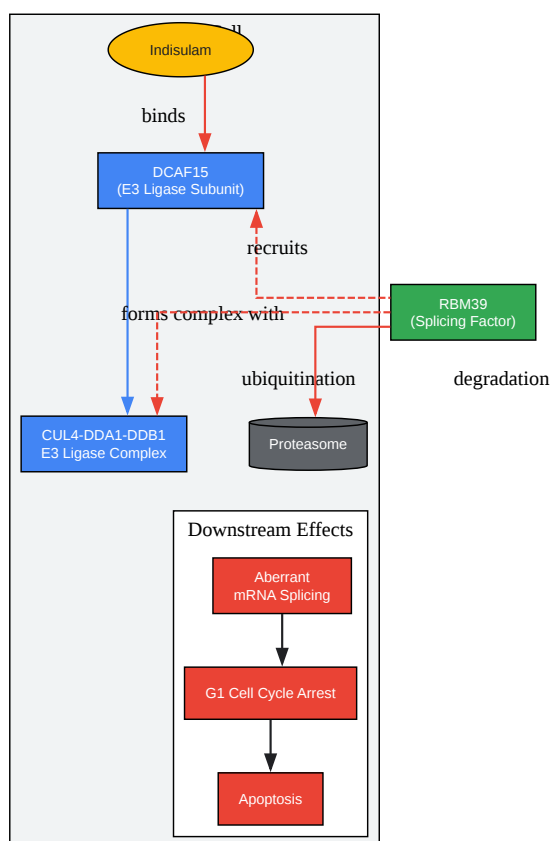 Indisulam
binds
DCAF15
(E3 Ligase Subunit)
recruits
RBM39
(Splicing Factor)
forms complex with
ubiquitination
degradation
CUL4-DDA1-DDB1
E3 Ligase Complex
Proteasome
Downstream Effects
Aberrant
mRNA Splicing
G1 Cell Cycle Arrest
Apoptosis